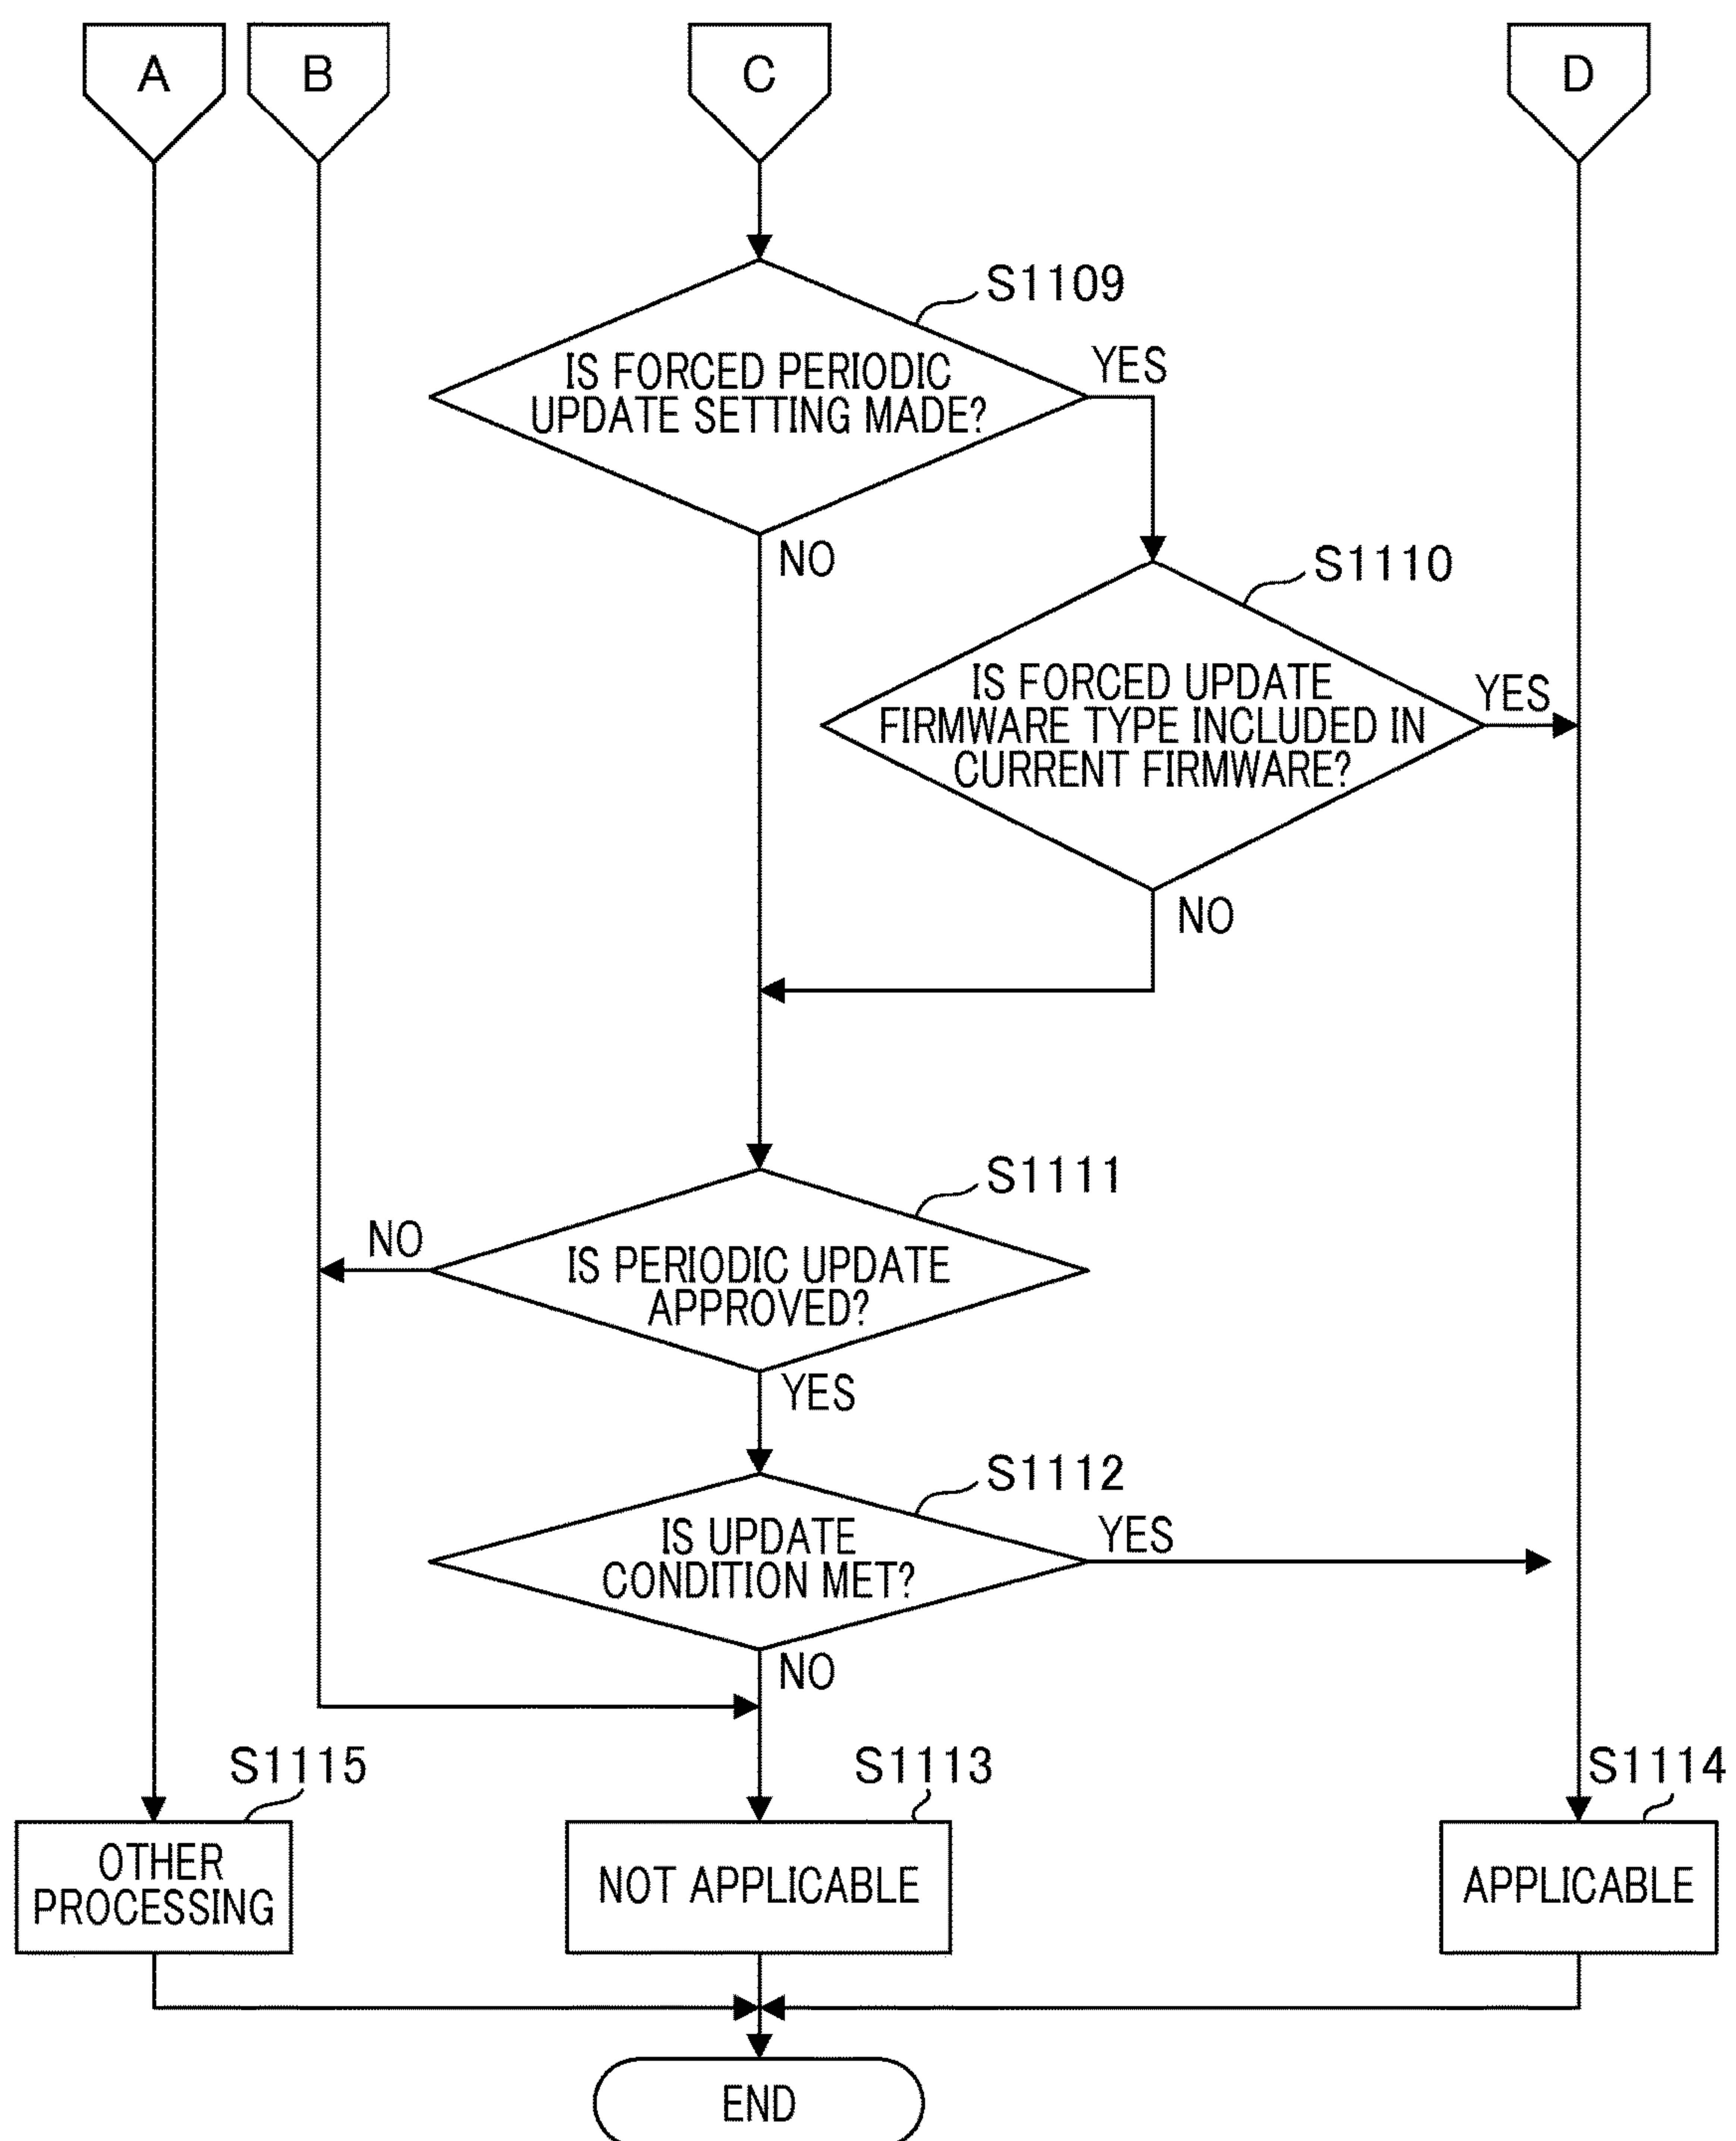 A
B
C
D
S1109
IS FORCED PERIODIC
UPDATE SETTING MADE?
YES
NO
S1110
IS FORCED UPDATE
FIRMWARE TYPE INCLUDED IN
CURRENT FIRMWARE?
YES
NO
S1111
IS PERIODIC UPDATE
APPROVED?
NO
YES
S1112
IS UPDATE
CONDITION MET?
YES
NO
S1115
OTHER
PROCESSING
S1113
NOT APPLICABLE
S1114
APPLICABLE
END